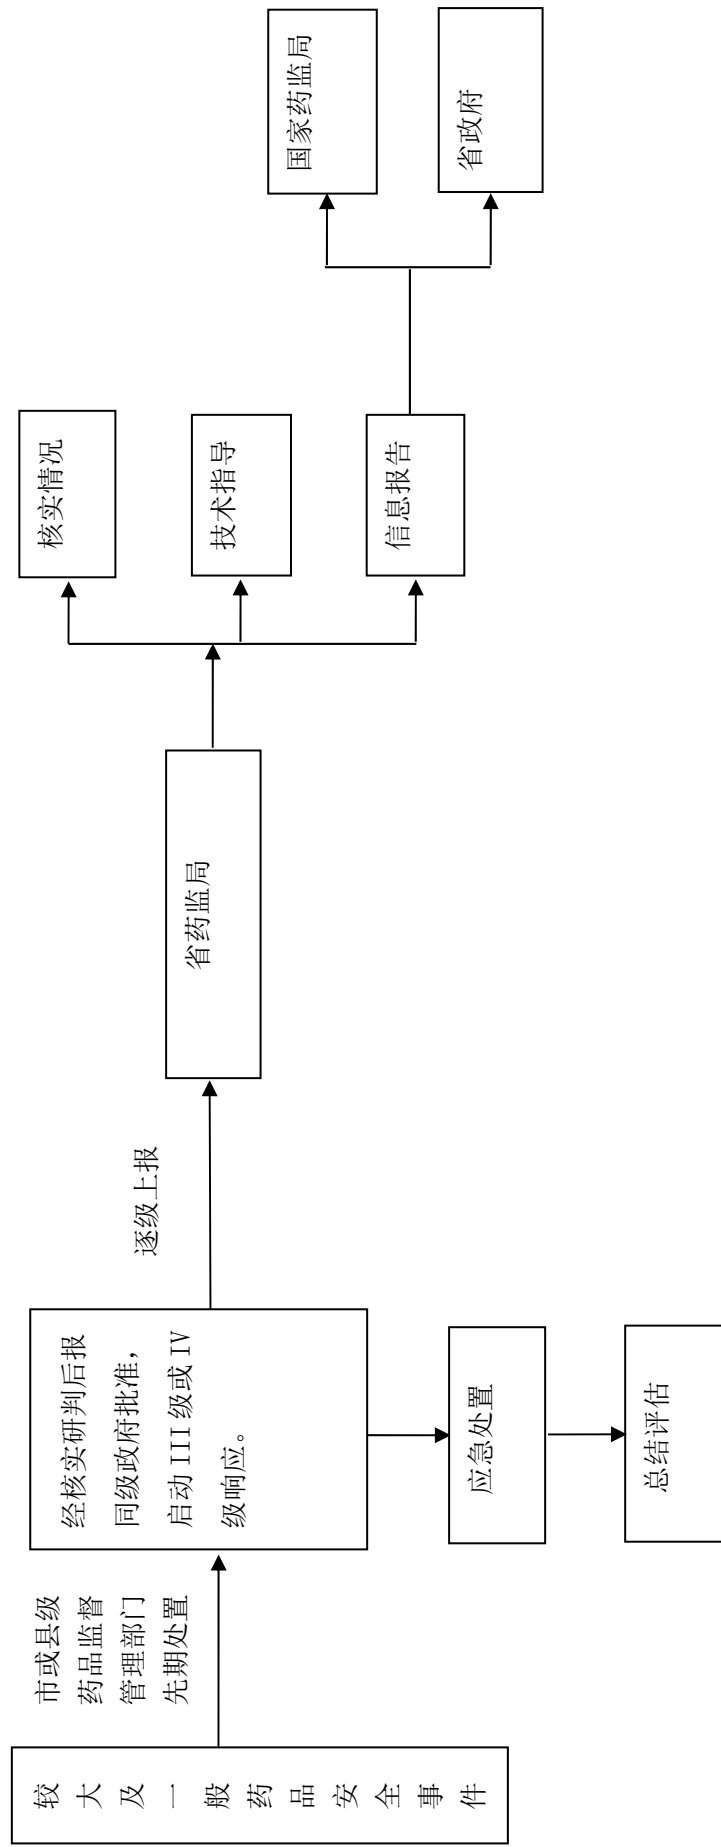 较大及一般药品安全事件
市或县级
药品监督
管理部门
先期处置
经核实研判后报
同级政府批准，
启动 III 级或 IV
级响应。
应急处置
总结评估
逐级上报
省药监局
核实情况
技术指导
信息报告
国家药监局
省政府